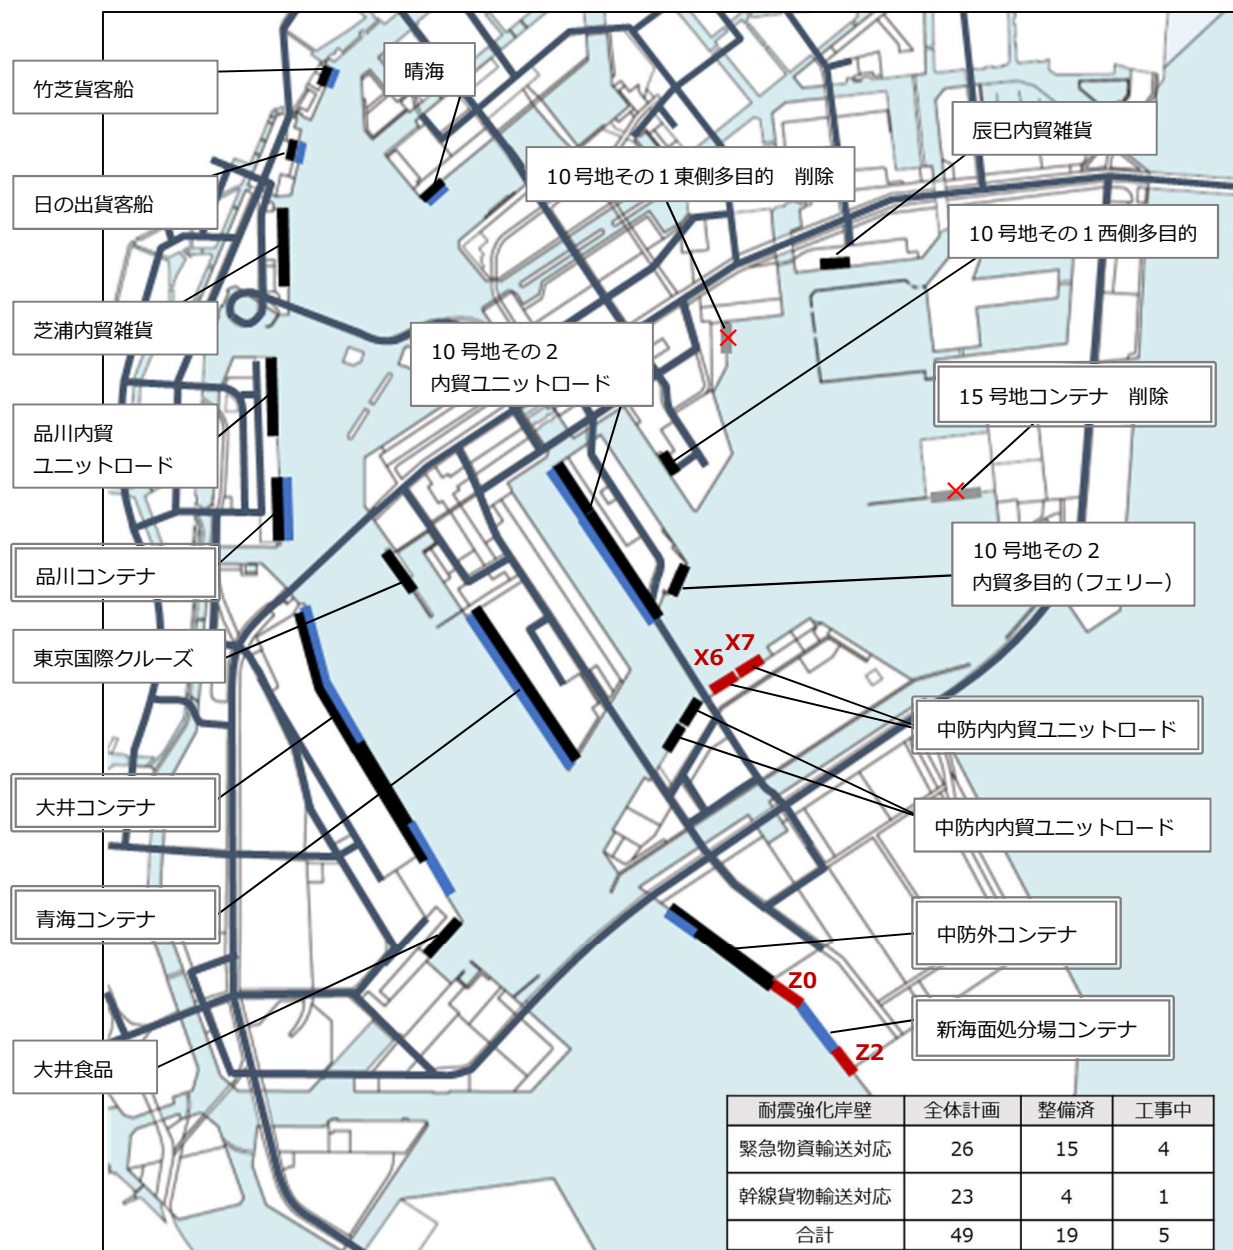 竹芝貨客船
晴海
辰巳内貿雑貨
10号地その1東側多目的 削除
日の出貨客船
10号地その1西側多目的
芝浦内貿雑貨
10号地その2
内貿ユニットロード
15号地コンテナ 削除
品川内貿
ユニットロード
10号地その2
内貿多目的(フェリー)
品川コンテナ
東京国際クルーズ
X6
X7
中防内内貿ユニットロード
大井コンテナ
中防内内貿ユニットロード
青海コンテナ
中防外コンテナ
Z0
新海面処分場コンテナ
Z2
大井食品
耐震強化岸壁 全体計画 整備済 工事中
緊急物資輸送対応 26 15 4
幹線貨物輸送対応 23 4 1
合計 49 19 5